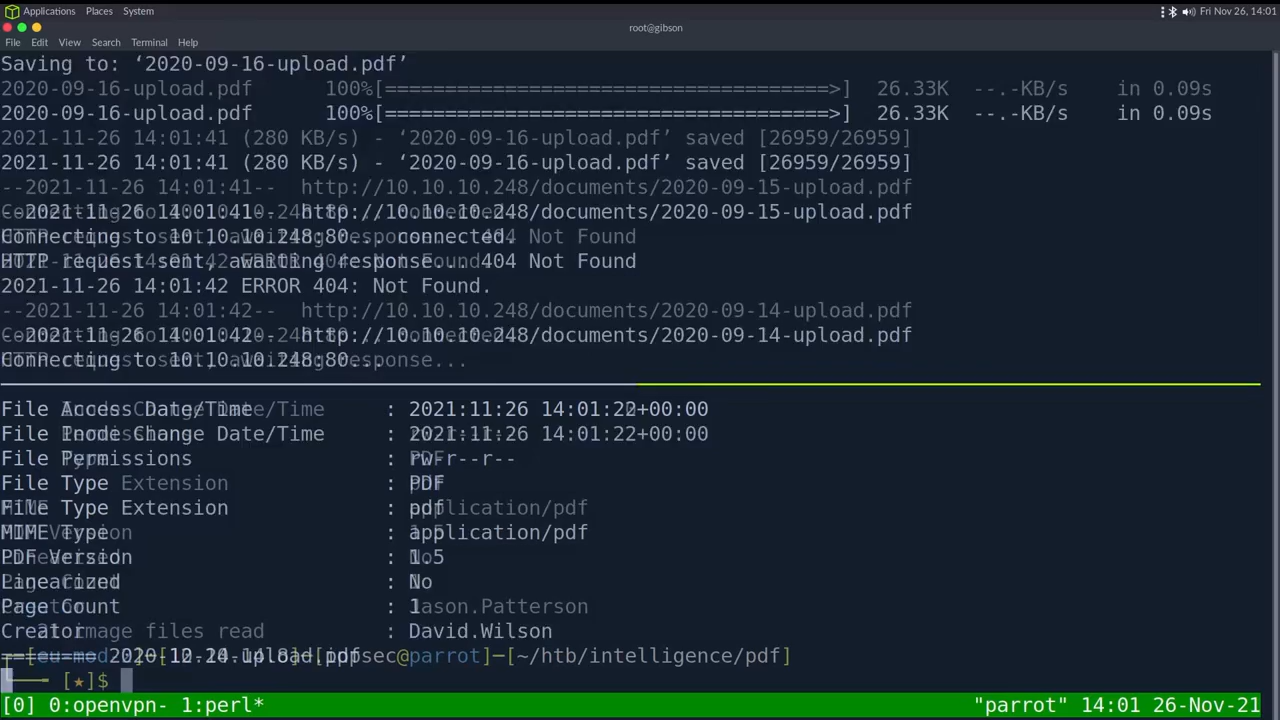 Applications Places System Fri Nov 26, 14:01
root@gibson
File Edit View Search Terminal Help
Saving to: ‘2020-09-16-upload.pdf’
2020-09-16-upload.pdf 100%[=====================================>] 26.33K --.-KB/s in 0.09s
2020-09-16-upload.pdf 100%[=====================================>] 26.33K --.-KB/s in 0.09s
2021-11-26 14:01:41 (280 KB/s) - ‘2020-09-16-upload.pdf’ saved [26959/26959]
2021-11-26 14:01:41 (280 KB/s) - ‘2020-09-16-upload.pdf’ saved [26959/26959]
--2021-11-26 14:01:41-- http://10.10.10.248/documents/2020-09-15-upload.pdf
--2021-11-26 14:01:41-- http://10.10.10.248/documents/2020-09-15-upload.pdf
Connecting to 10.10.10.248:80... connected.
HTTP request sent, awaiting response... 404 Not Found
2021-11-26 14:01:42 ERROR 404: Not Found.
--2021-11-26 14:01:42-- http://10.10.10.248/documents/2020-09-14-upload.pdf
--2021-11-26 14:01:42-- http://10.10.10.248/documents/2020-09-14-upload.pdf
Connecting to 10.10.10.248:80...
File Access Date/Time : 2021:11:26 14:01:22+00:00
File Inode Change Date/Time : 2021:11:26 14:01:22+00:00
File Permissions : rw-r--r--
File Type : PDF
File Type Extension : pdf
MIME Type : application/pdf
PDF Version : 1.5
Linearized : No
Page Count : 1
Creator : David.Wilson
image files read
[ippsec@parrot]─[~/htb/intelligence/pdf]
└──╼ [★]$
[0] 0:openvpn- 1:perl* "parrot" 14:01 26-Nov-21